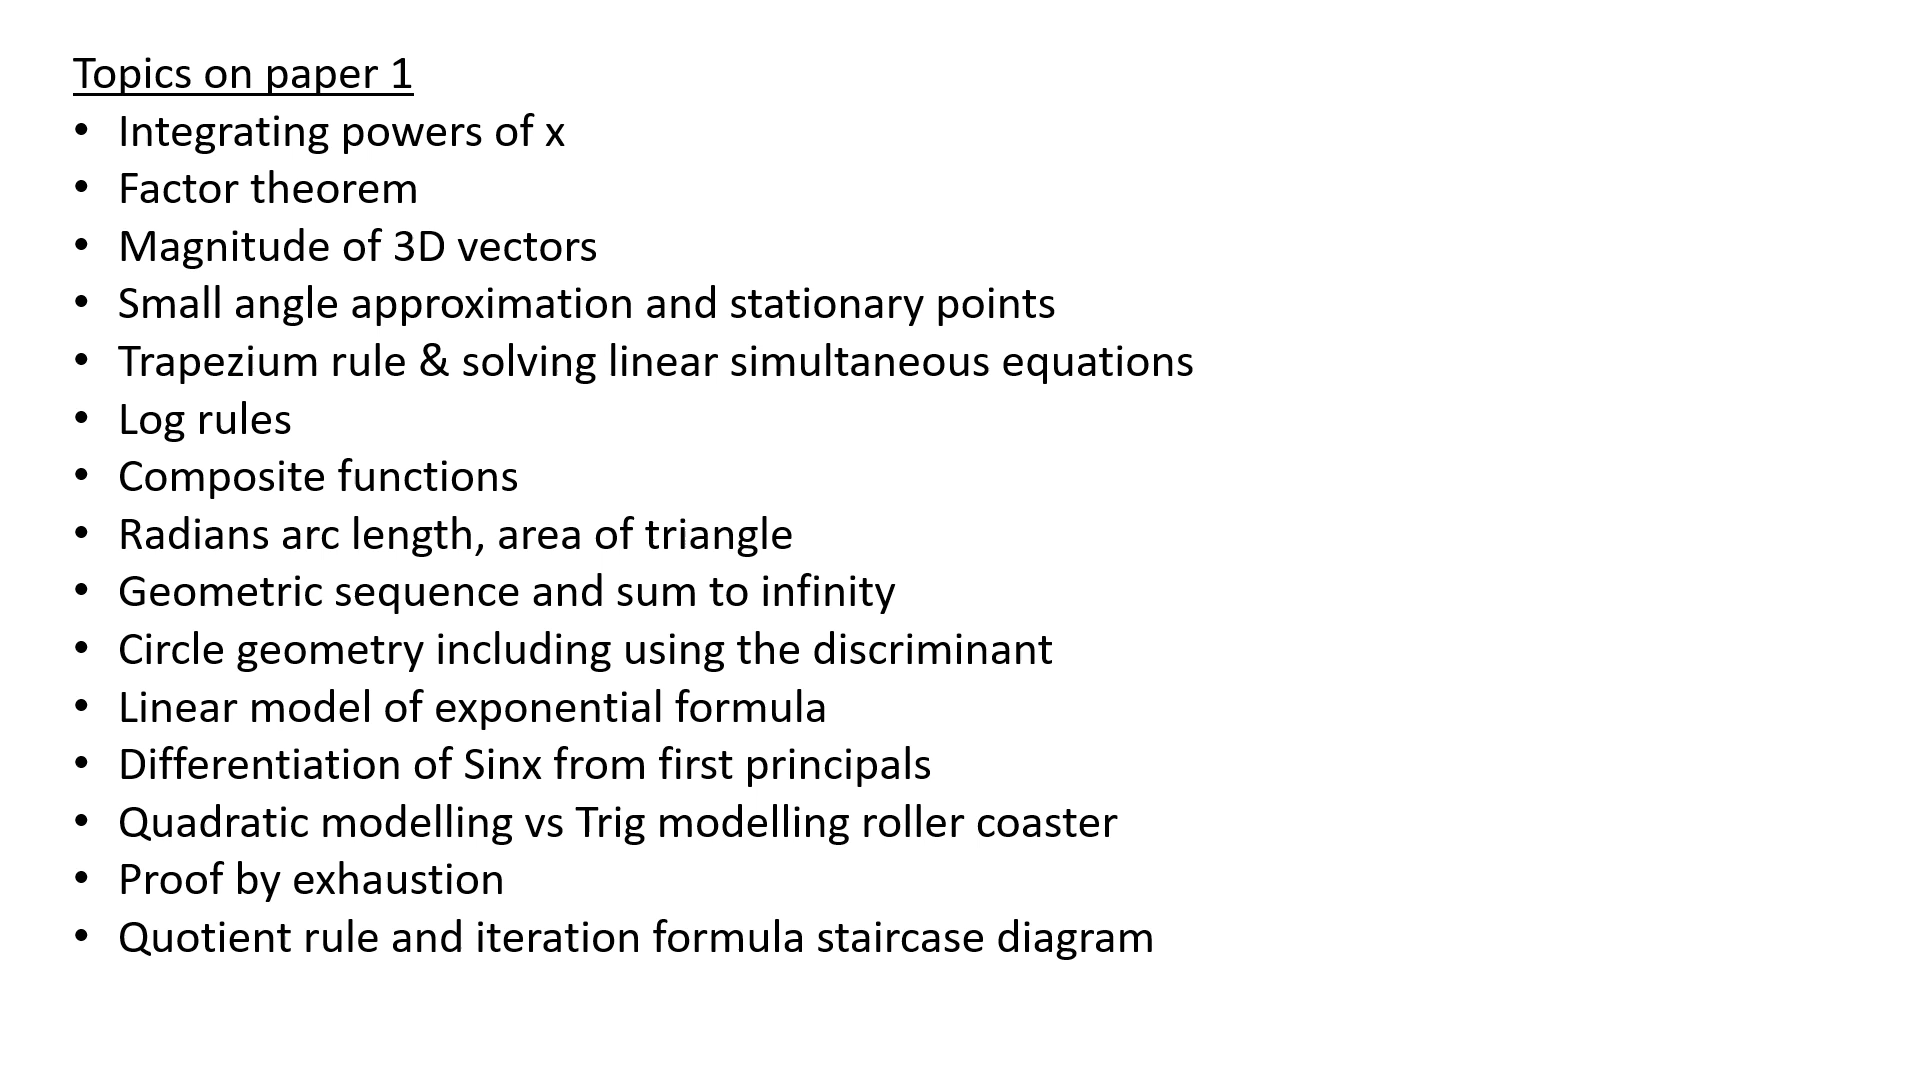 Topics on paper 1
• Integrating powers of x
• Factor theorem
• Magnitude of 3D vectors
• Small angle approximation and stationary points
• Trapezium rule & solving linear simultaneous equations
• Log rules
• Composite functions
• Radians arc length, area of triangle
• Geometric sequence and sum to infinity
• Circle geometry including using the discriminant
• Linear model of exponential formula
• Differentiation of Sinx from first principals
• Quadratic modelling vs Trig modelling roller coaster
• Proof by exhaustion
• Quotient rule and iteration formula staircase diagram